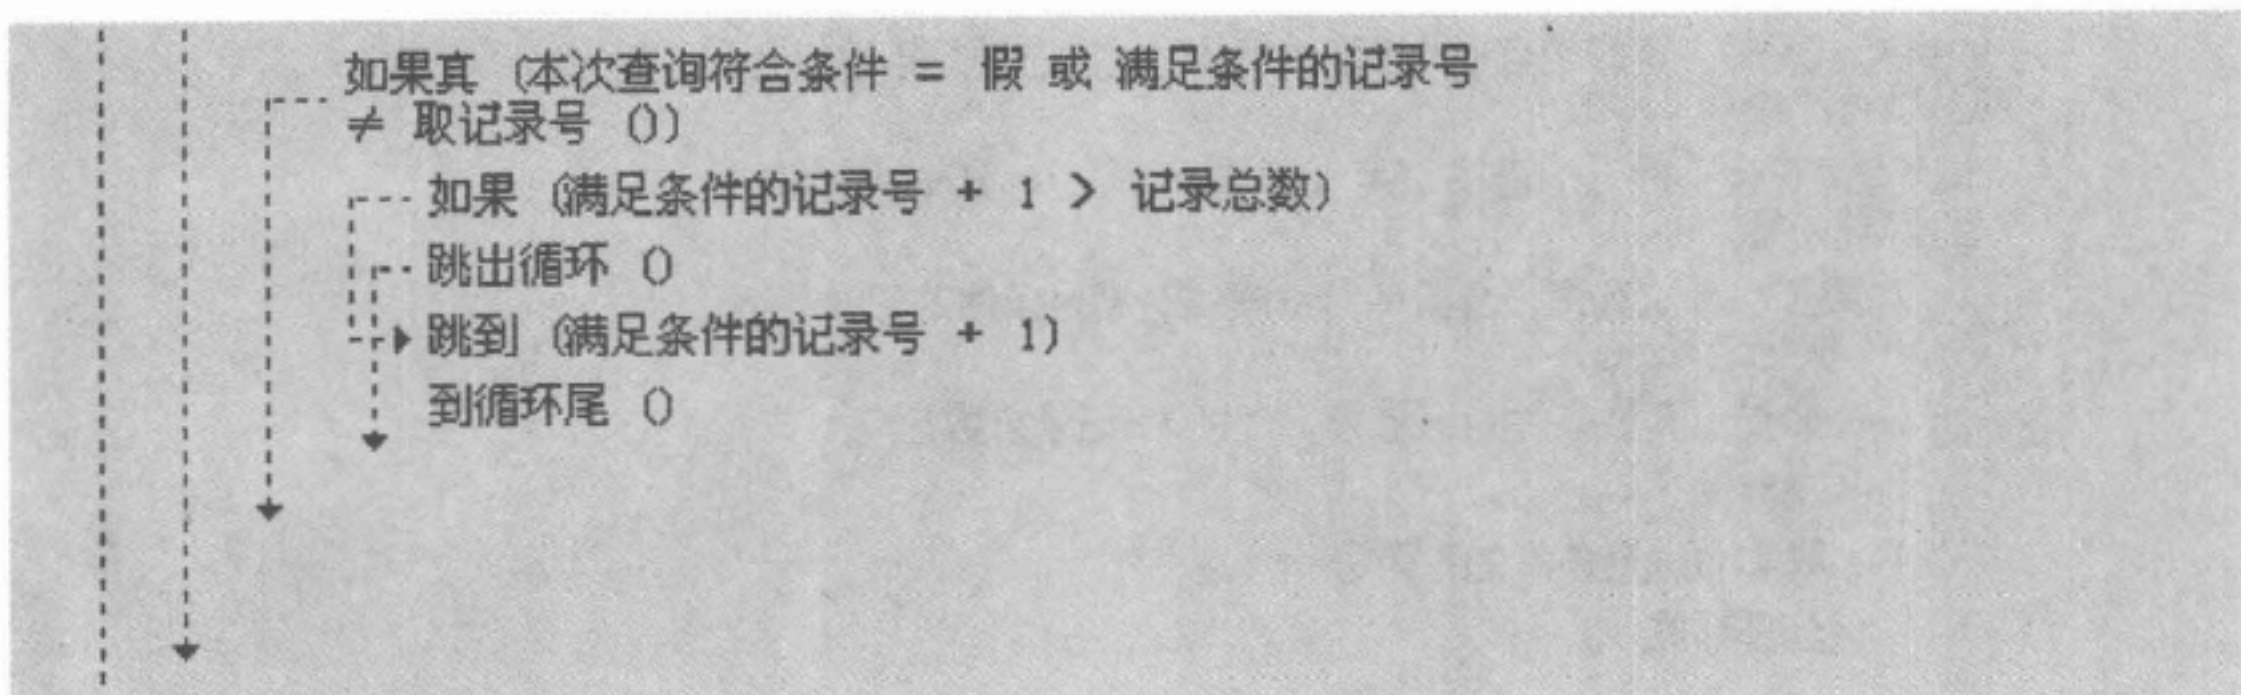 如果真 (本次查询符合条件 = 假 或 满足条件的记录号
≠ 取记录号 ())
如果 (满足条件的记录号 + 1 > 记录总数)
跳出循环 ()
跳到 (满足条件的记录号 + 1)
到循环尾 ()